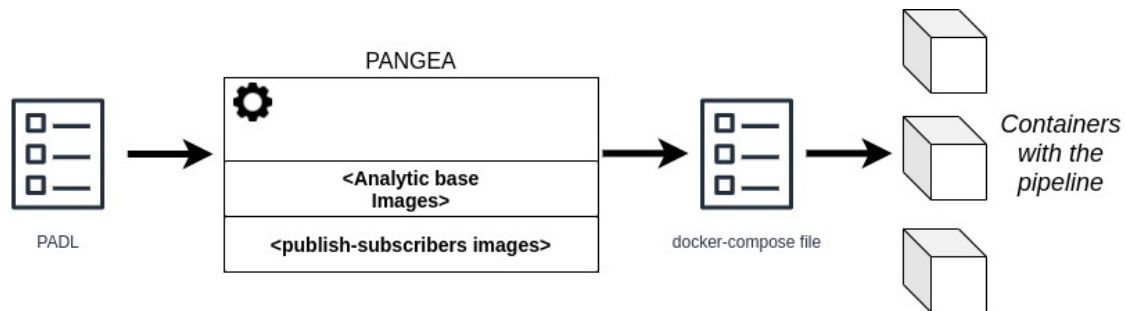 PANGEA
<Analytic base
Images>
<publish-subscribers images>
PADL
docker-compose file
Containers
with the
pipeline